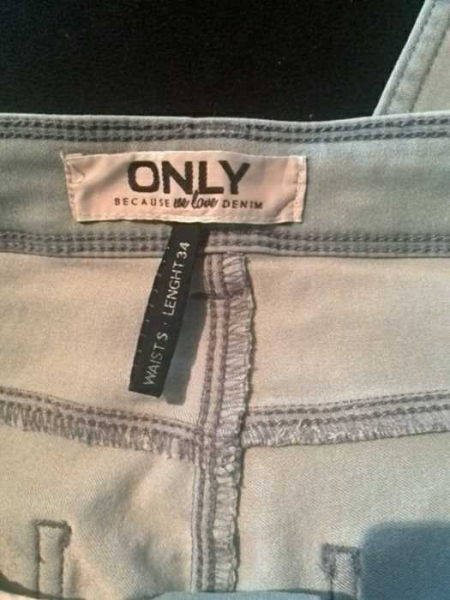 ONLY
BECAUSE we love DENIM
WAIST S · LENGHT 34